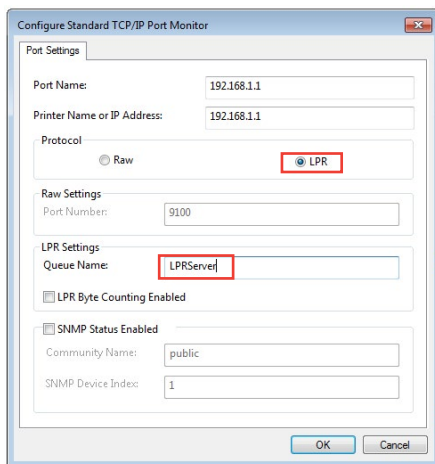 Configure Standard TCP/IP Port Monitor
Port Settings
Port Name: 192.168.1.1
Printer Name or IP Address: 192.168.1.1
Protocol
Raw LPR
Raw Settings
Port Number: 9100
LPR Settings
Queue Name: LPRServer
LPR Byte Counting Enabled
SNMP Status Enabled
Community Name: public
SNMP Device Index: 1
OK Cancel